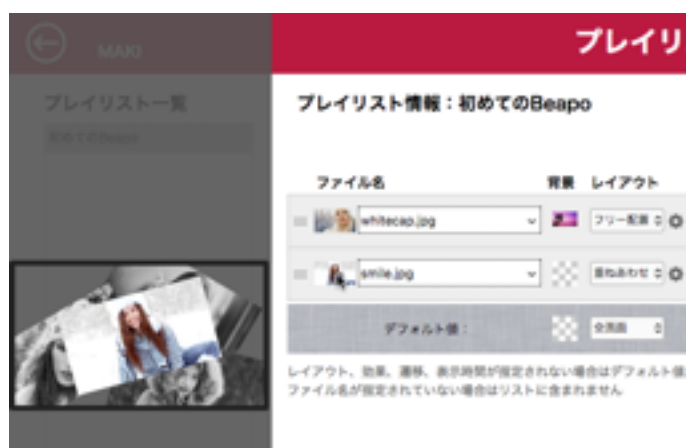 MAKI
プレイリ
プレイリスト一覧
初めてのBeapo
プレイリスト情報：初めてのBeapo
ファイル名 背景 レイアウト
whitecap.jpg フリー配置
smile.jpg 重ねあわせ
デフォルト値： 全画面
レイアウト、効果、遷移、表示時間が指定されない場合はデフォルト値
ファイル名が指定されていない場合はリストに含まれません